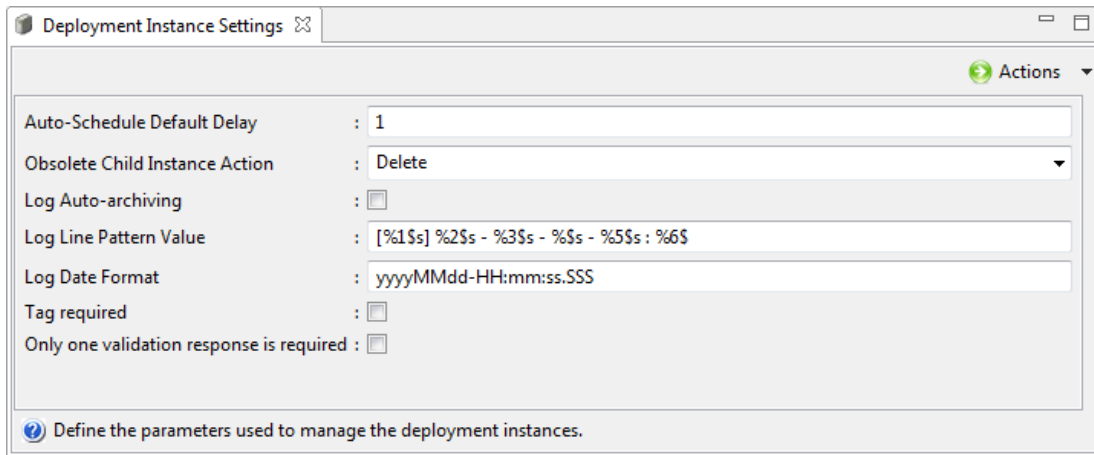 Deployment Instance Settings
Actions
Auto-Schedule Default Delay : 1
Obsolete Child Instance Action : Delete
Log Auto-archiving :
Log Line Pattern Value : [%1$s] %2$s - %3$s - %$s - %5$s : %6$
Log Date Format : yyyyMMdd-HH:mm:ss.SSS
Tag required :
Only one validation response is required :
Define the parameters used to manage the deployment instances.